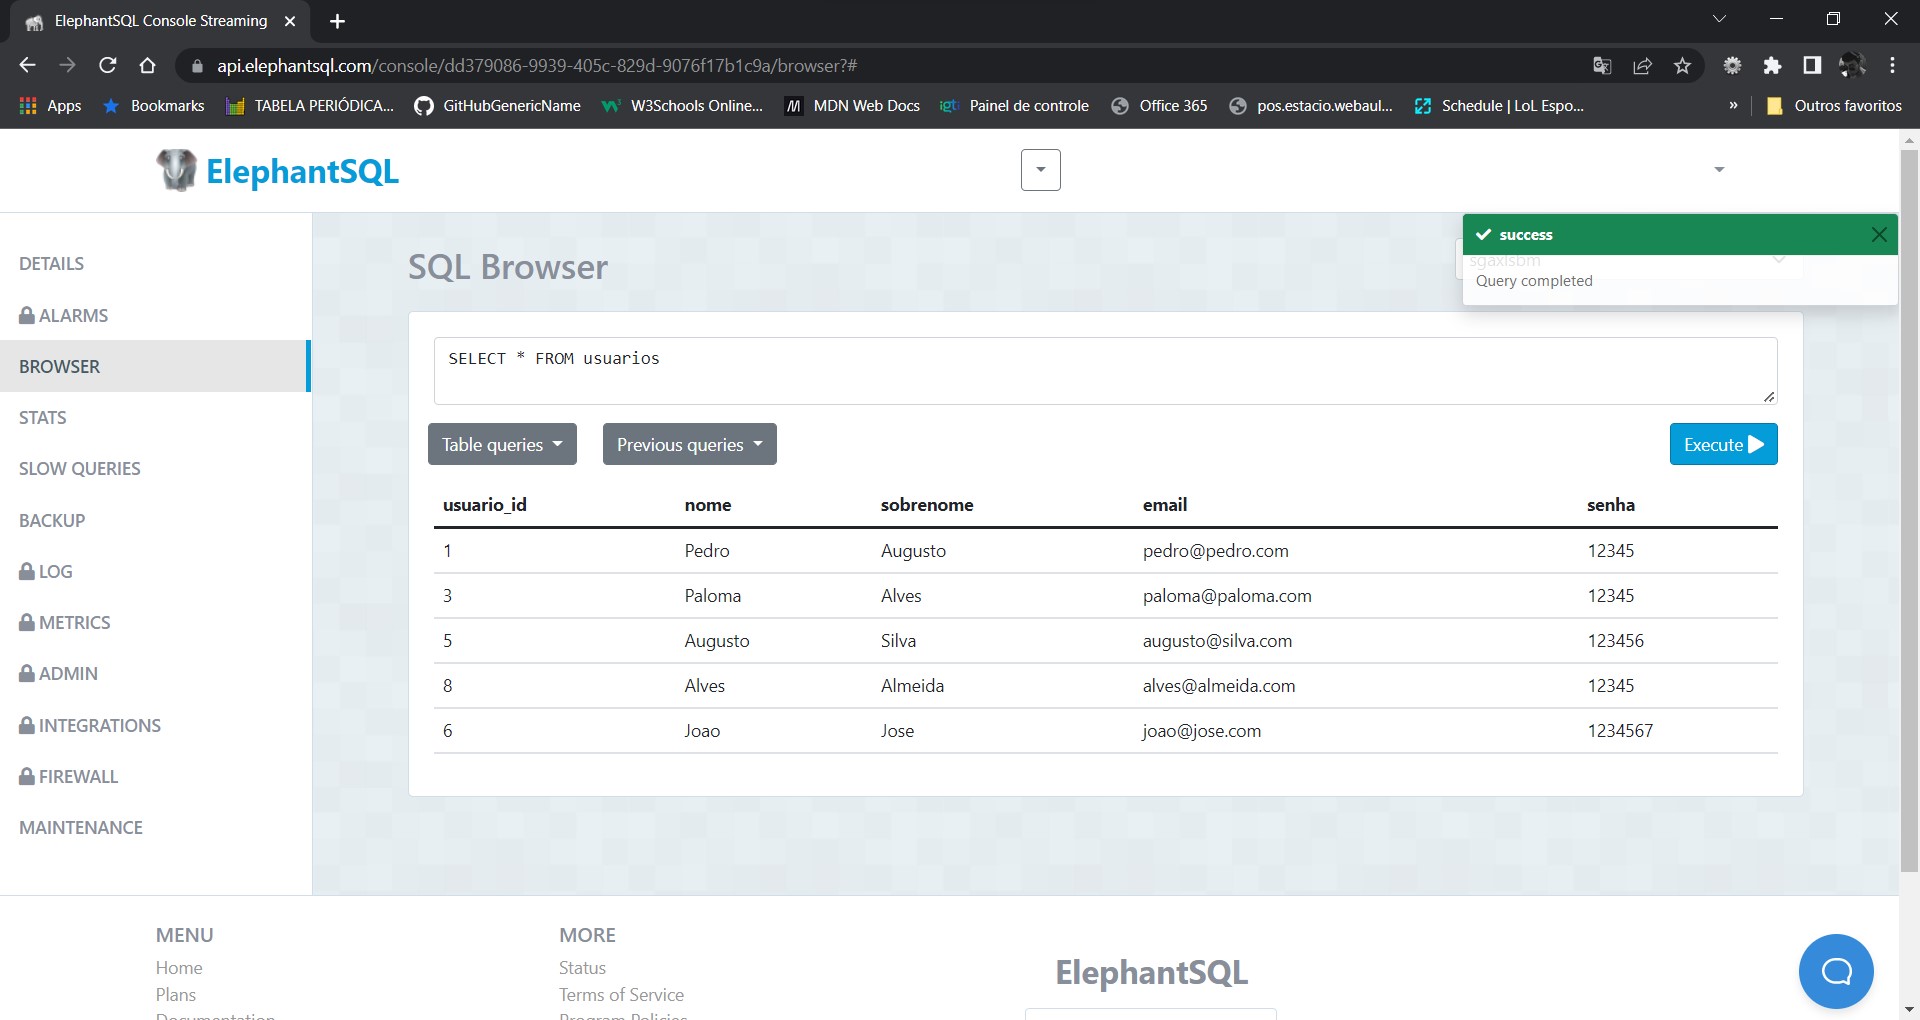 ElephantSQL Console Streaming
api.elephantsql.com/console/dd379086-9939-405c-829d-9076f17b1c9a/browser?#
Apps Bookmarks TABELA PERIÓDICA... GitHubGenericName W3Schools Online... MDN Web Docs Painel de controle Office 365 pos.estacio.webaul... Schedule | LoL Espo... » Outros favoritos
ElephantSQL
success
sgaxlsbm
Query completed
DETAILS
ALARMS
BROWSER
STATS
SLOW QUERIES
BACKUP
LOG
METRICS
ADMIN
INTEGRATIONS
FIREWALL
MAINTENANCE
SQL Browser
SELECT * FROM usuarios
Table queries Previous queries Execute
usuario_id nome sobrenome email senha
1 Pedro Augusto pedro@pedro.com 12345
3 Paloma Alves paloma@paloma.com 12345
5 Augusto Silva augusto@silva.com 123456
8 Alves Almeida alves@almeida.com 12345
6 Joao Jose joao@jose.com 1234567
MENU
Home
Plans
Documentation
MORE
Status
Terms of Service
Program Policies
ElephantSQL